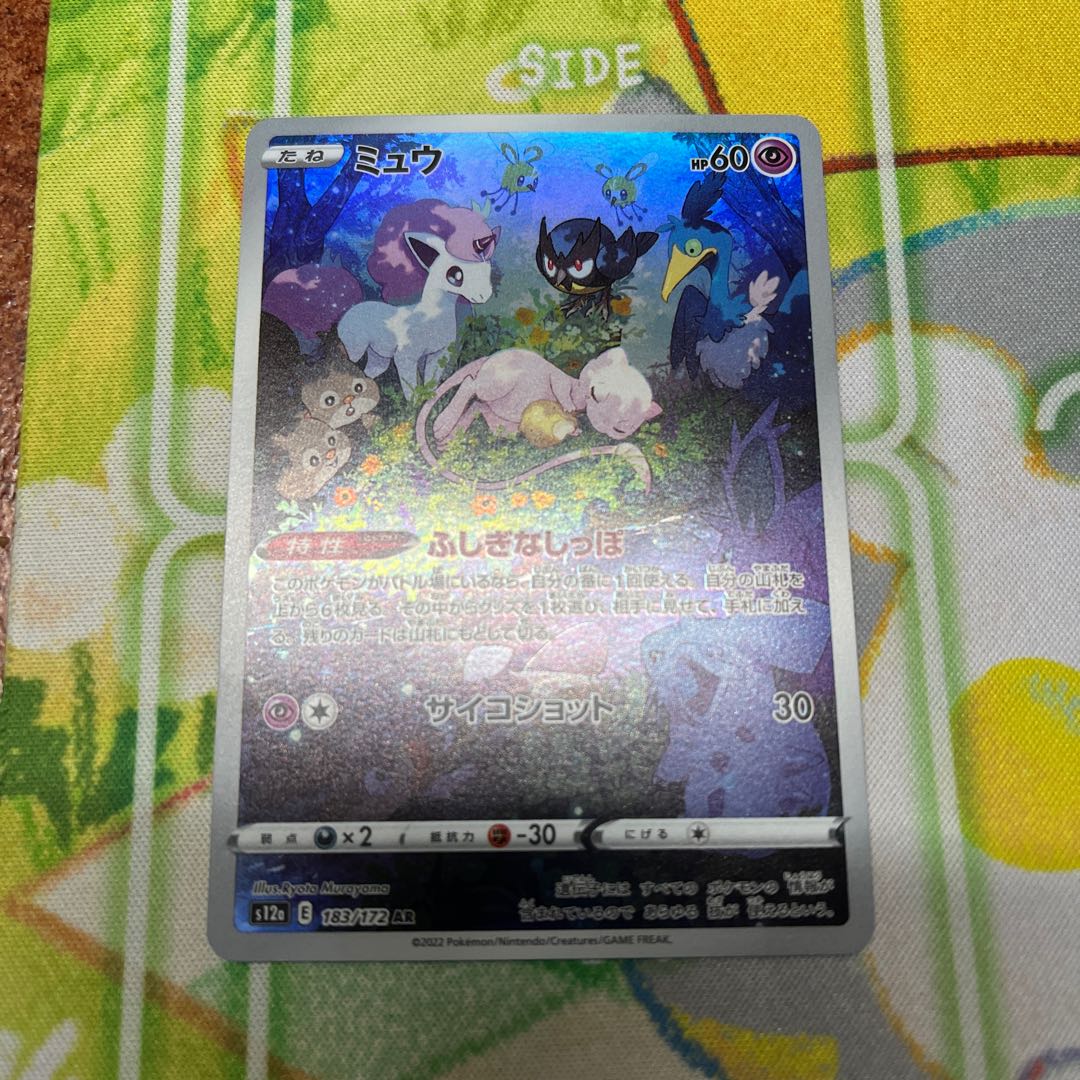 SIDE
たね ミュウ HP60
特性 ふしぎなしっぽ
このポケモンがバトル場にいるなら、自分の番に1回使える。自分の山札を
上から6枚見る。その中からグッズを1枚選び、相手に見せて、手札に加え
る。残りのカードは山札にもどして切る。
サイコショット 30
弱点 ×2 抵抗力 -30 にげる
Illus.Ryota Murayama
遺伝子には すべての ポケモンの 情報が
含まれているので あらゆる 技が 使えるという。
s12a E 183/172 AR
©2022 Pokémon/Nintendo/Creatures/GAME FREAK.